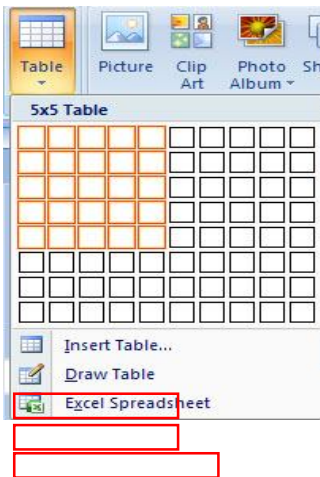 Table Picture Clip Art Photo Album Sh
5x5 Table
Insert Table...
Draw Table
Excel Spreadsheet